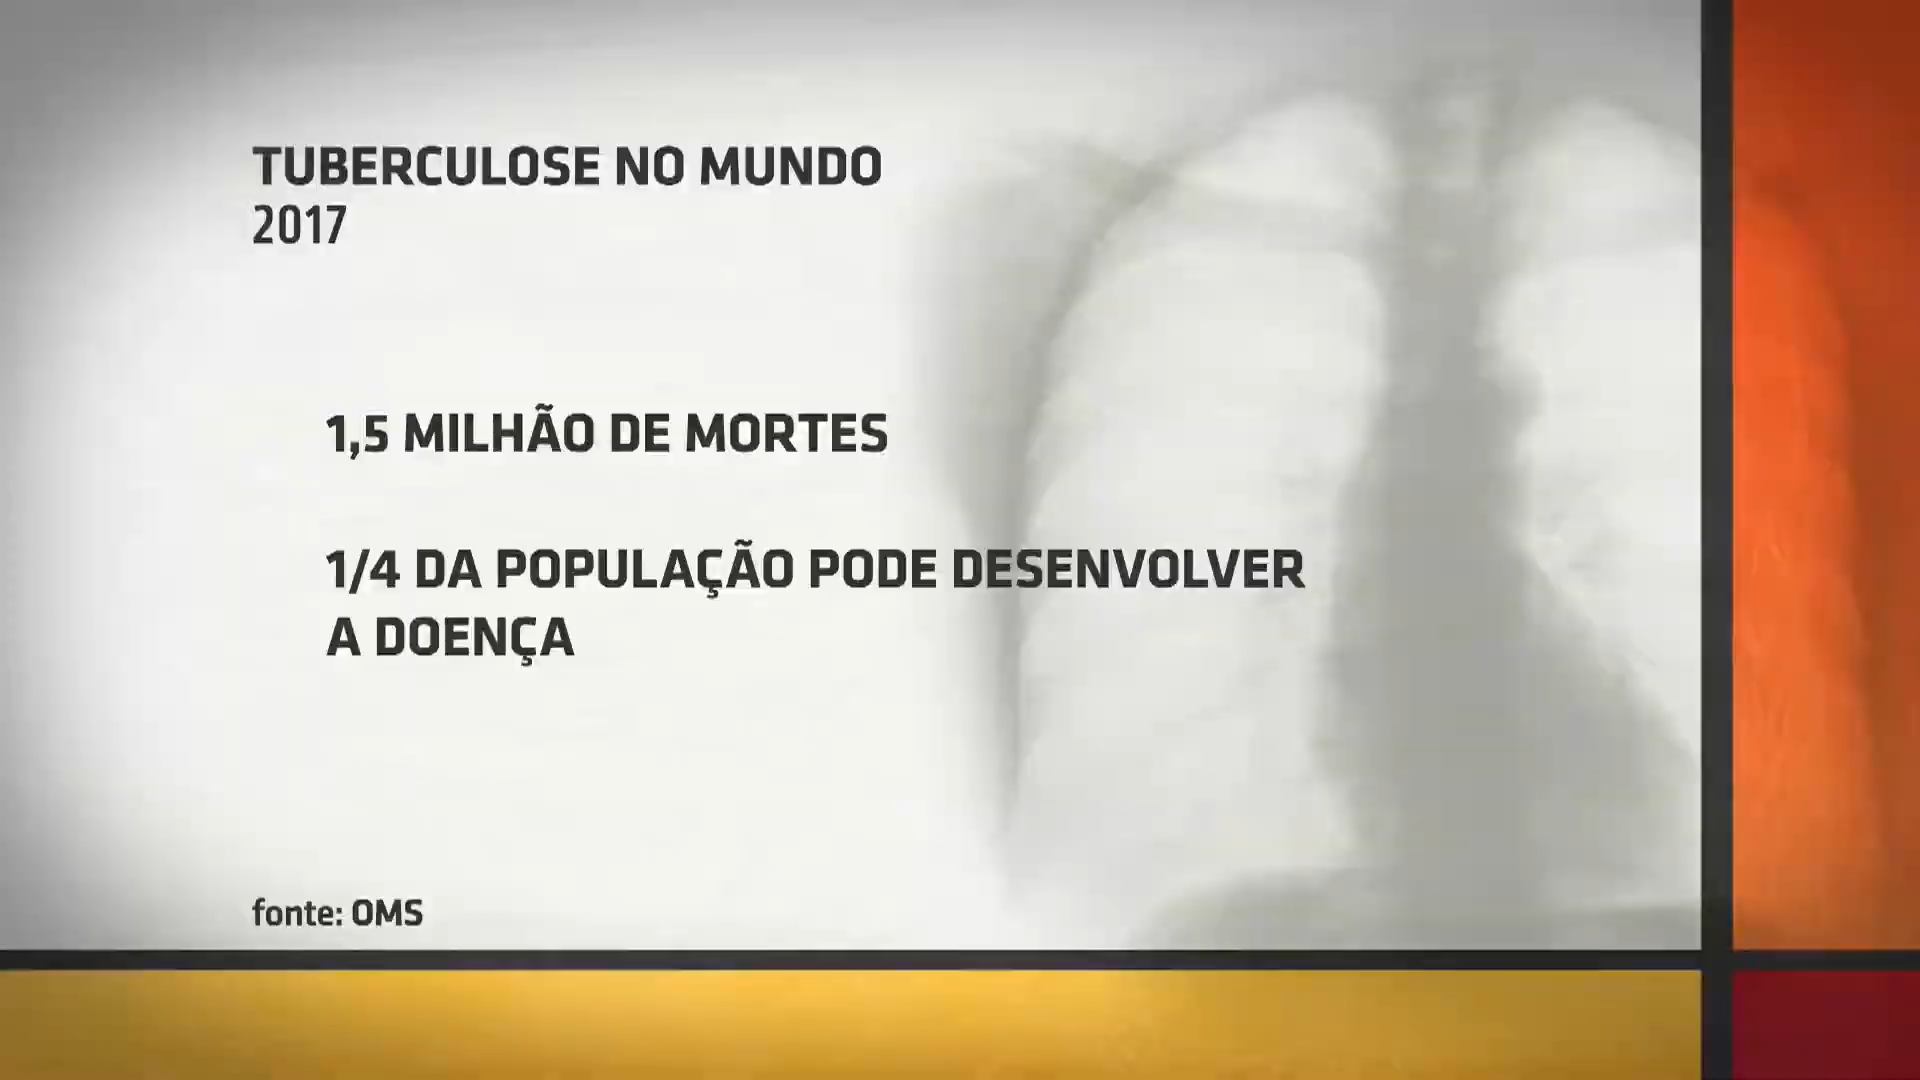 TUBERCULOSE NO MUNDO
2017
1,5 MILHÃO DE MORTES
1/4 DA POPULAÇÃO PODE DESENVOLVER
A DOENÇA
fonte: OMS